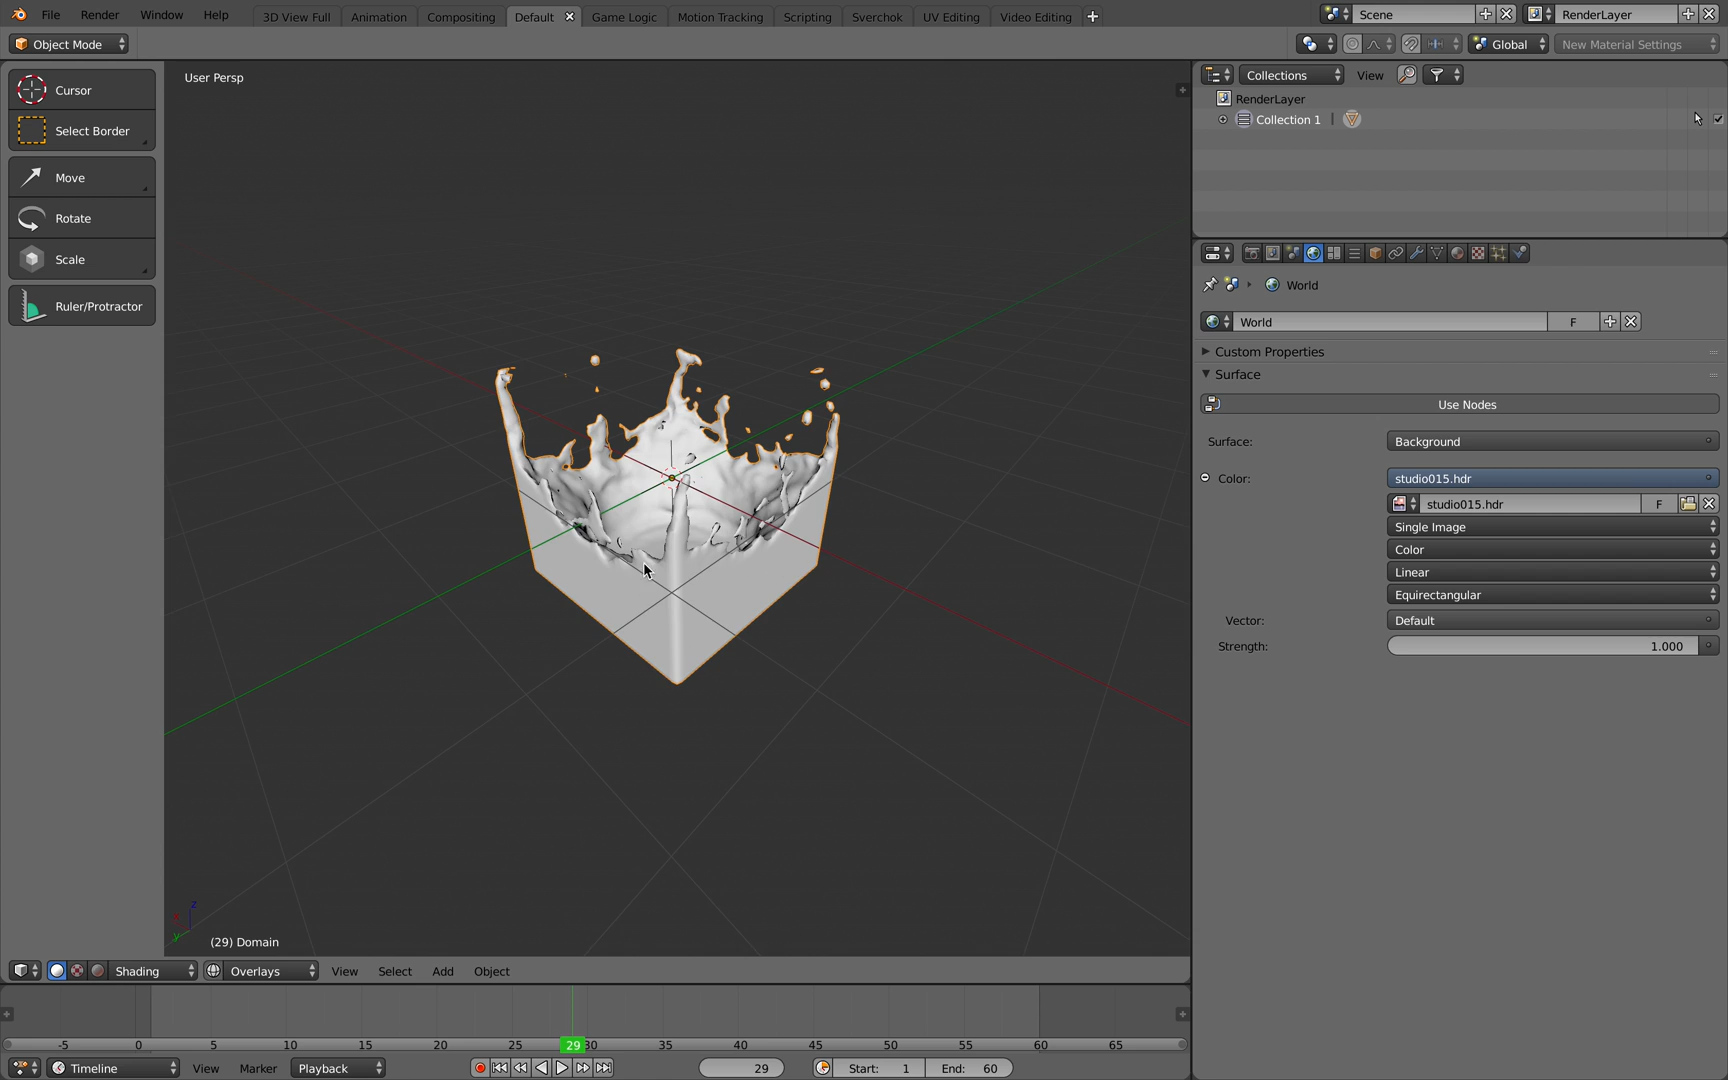 File Render Window Help 3D View Full Animation Compositing Default Game Logic Motion Tracking Scripting Sverchok UV Editing Video Editing Scene RenderLayer
Object Mode Global New Material Settings
User Persp
Cursor
Select Border
Move
Rotate
Scale
Ruler/Protractor
Collections View
RenderLayer
Collection 1
World
World F
Custom Properties
Surface
Use Nodes
Surface: Background
Color: studio015.hdr
studio015.hdr F
Single Image
Color
Linear
Equirectangular
Vector: Default
Strength: 1.000
z
x
y
(29) Domain
Shading Overlays View Select Add Object
-5 0 5 10 15 20 25 29 30 35 40 45 50 55 60 65
Timeline View Marker Playback 29 Start: 1 End: 60